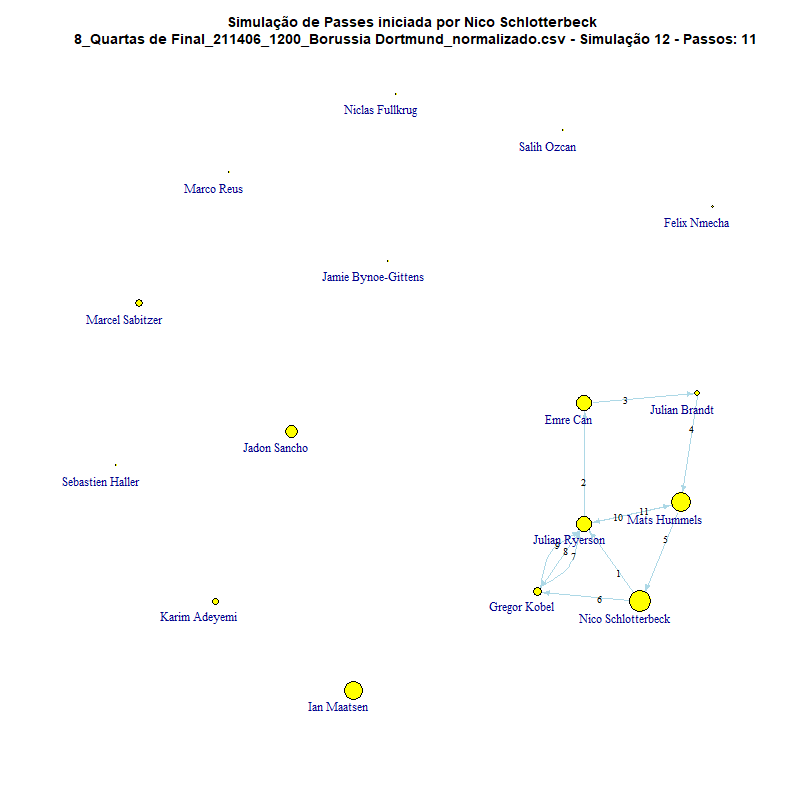 Simulação de Passes iniciada por Nico Schlotterbeck
8_Quartas de Final_211406_1200_Borussia Dortmund_normalizado.csv - Simulação 12 - Passos: 11
Niclas Fullkrug
Salih Ozcan
Marco Reus
Felix Nmecha
Jamie Bynoe-Gittens
Marcel Sabitzer
3
Julian Brandt
Emre Can
4
Jadon Sancho
Sebastien Haller
2
11
10
Mats Hummels
Julian Ryerson
5
9
8
7
1
6
Gregor Kobel
Nico Schlotterbeck
Karim Adeyemi
Ian Maatsen